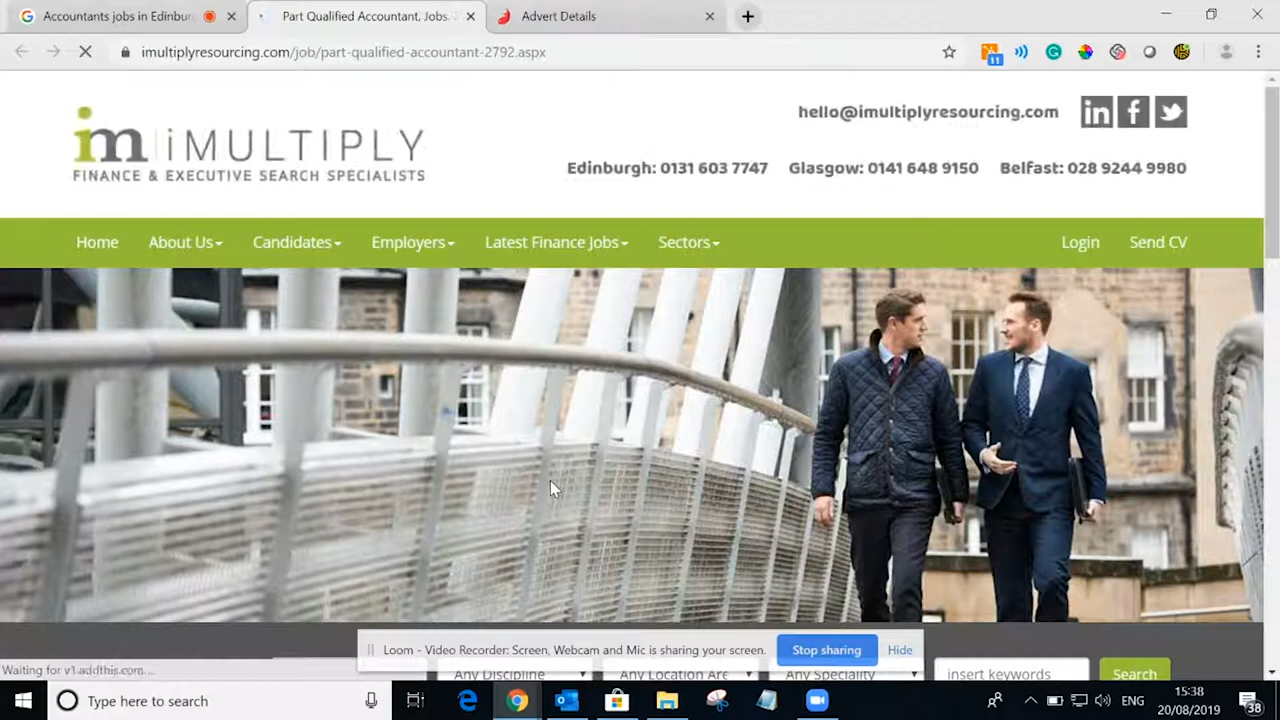 Accountants jobs in Edinbur
Part Qualified Accountant, Jobs.
Advert Details
imultiplyresourcing.com/job/part-qualified-accountant-2792.aspx
11
im iMULTIPLY
FINANCE & EXECUTIVE SEARCH SPECIALISTS
hello@imultiplyresourcing.com
in f
Edinburgh: 0131 603 7747 Glasgow: 0141 648 9150 Belfast: 028 9244 9980
Home About Us Candidates Employers Latest Finance Jobs Sectors Login Send CV
Loom - Video Recorder: Screen, Webcam and Mic is sharing your screen. Stop sharing Hide
Waiting for v1.addthis.com...
Any Discipline Any Location Are Any Speciality insert keywords Search
Type here to search
ENG
15:38
20/08/2019
38